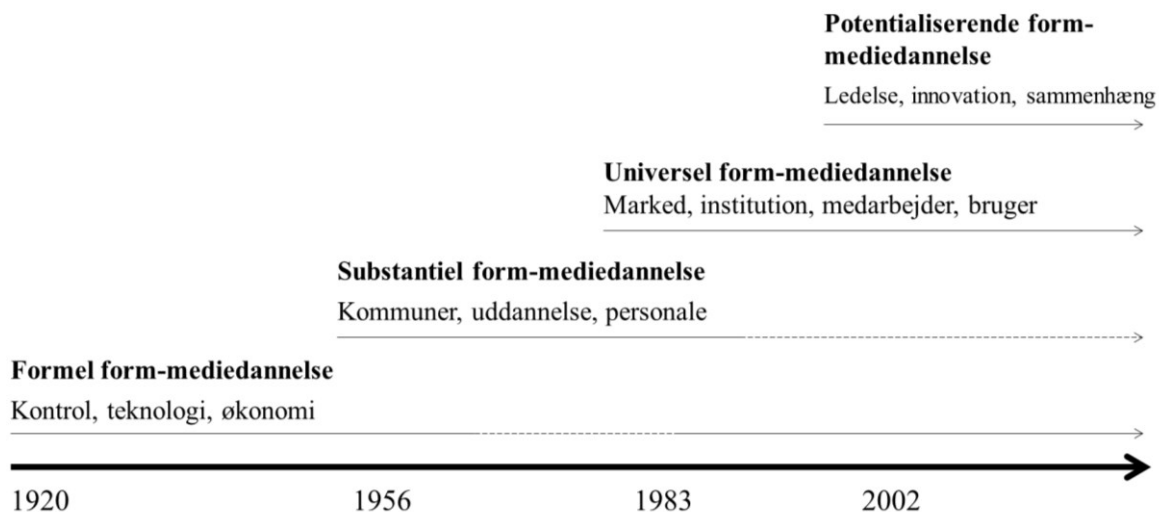 Potentialiserende form-
mediedannelse
Ledelse, innovation, sammenhæng
Universel form-mediedannelse
Marked, institution, medarbejder, bruger
Substantiel form-mediedannelse
Kommuner, uddannelse, personale
Formel form-mediedannelse
Kontrol, teknologi, økonomi
1920 1956 1983 2002